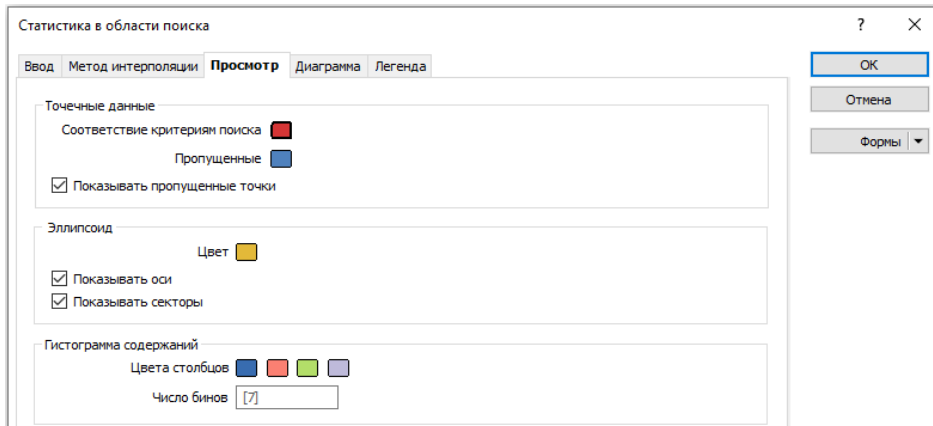 Статистика в области поиска
?
Ввод Метод интерполяции Просмотр Диаграмма Легенда
OK
Отмена
Формы
Точечные данные
Соответствие критериям поиска
Пропущенные
Показывать пропущенные точки
Эллипсоид
Цвет
Показывать оси
Показывать секторы
Гистограмма содержаний
Цвета столбцов
Число бинов [7]